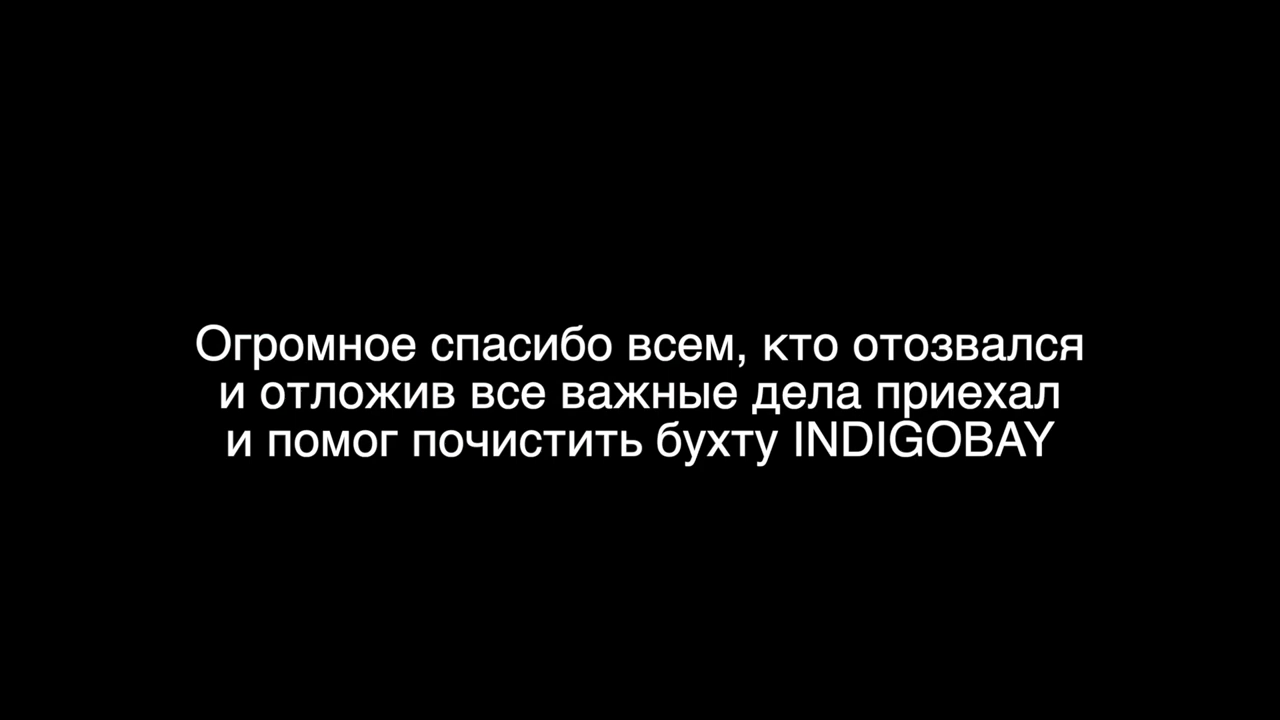 Огромное спасибо всем, кто отозвался
и отложив все важные дела приехал
и помог почистить бухту INDIGOBAY